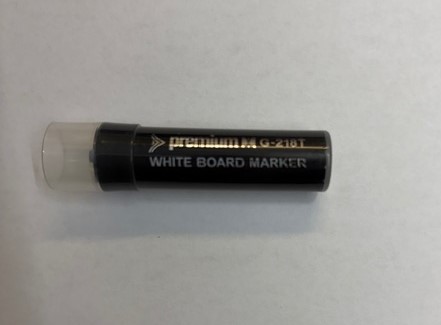 premium M G-218T
WHITE BOARD MARKER